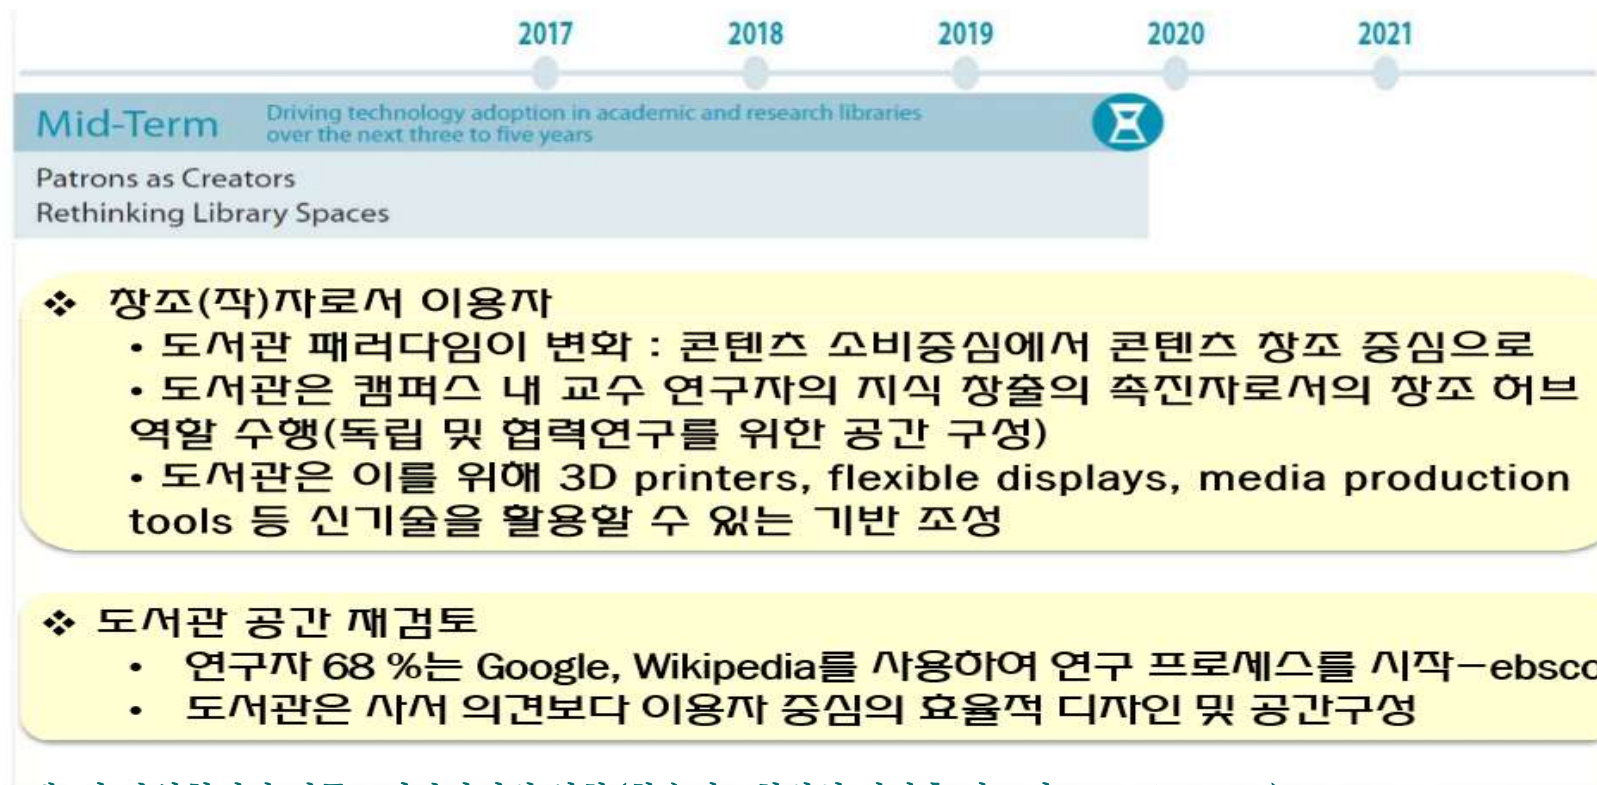 2017 2018 2019 2020 2021
Mid-Term
Driving technology adoption in academic and research libraries
over the next three to five years
Patrons as Creators
Rethinking Library Spaces
❖ 창조(작)자로서 이용자
• 도서관 패러다임이 변화 : 콘텐츠 소비중심에서 콘텐츠 창조 중심으로
• 도서관은 캠퍼스 내 교수 연구자의 지식 창출의 촉진자로서의 창조 허브
역할 수행(독립 및 협력연구를 위한 공간 구성)
• 도서관은 이를 위해 3D printers, flexible displays, media production
tools 등 신기술을 활용할 수 있는 기반 조성
❖ 도서관 공간 재검토
• 연구자 68 %는 Google, Wikipedia를 사용하여 연구 프로세스를 시작-ebsco
• 도서관은 사서 의견보다 이용자 중심의 효율적 디자인 및 공간구성